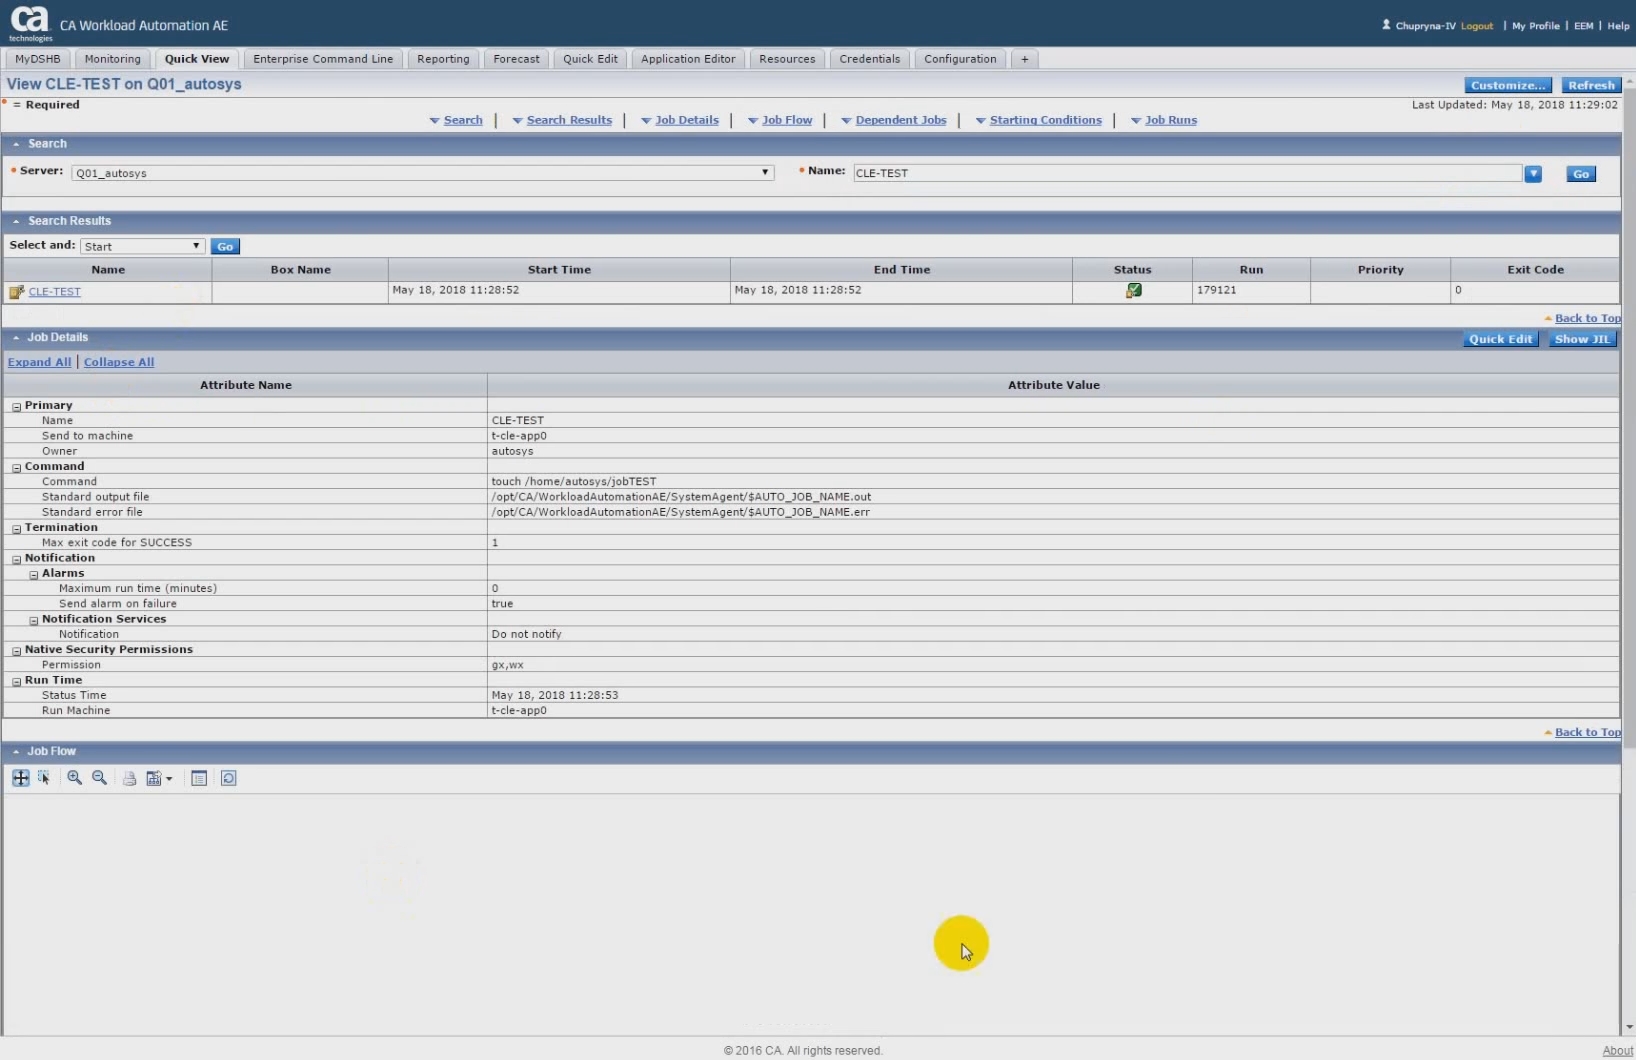 ca technologies CA Workload Automation AE Chupryna-IV Logout | My Profile | EEM | Help
MyDSHB Monitoring Quick View Enterprise Command Line Reporting Forecast Quick Edit Application Editor Resources Credentials Configuration +
View CLE-TEST on Q01_autosys Customize... Refresh
* = Required Last Updated: May 18, 2018 11:29:02
Search | Search Results | Job Details | Job Flow | Dependent Jobs | Starting Conditions | Job Runs
Search
Server: Q01_autosys Name: CLE-TEST Go
Search Results
Select and: Start Go
Name Box Name Start Time End Time Status Run Priority Exit Code
CLE-TEST May 18, 2018 11:28:52 May 18, 2018 11:28:52 179121 0
Back to Top
Job Details Quick Edit Show JIL
Expand All | Collapse All
Attribute Name Attribute Value
Primary
Name CLE-TEST
Send to machine t-cle-app0
Owner autosys
Command
Command touch /home/autosys/jobTEST
Standard output file /opt/CA/WorkloadAutomationAE/SystemAgent/$AUTO_JOB_NAME.out
Standard error file /opt/CA/WorkloadAutomationAE/SystemAgent/$AUTO_JOB_NAME.err
Termination
Max exit code for SUCCESS 1
Notification
Alarms
Maximum run time (minutes) 0
Send alarm on failure true
Notification Services
Notification Do not notify
Native Security Permissions
Permission gx,wx
Run Time
Status Time May 18, 2018 11:28:53
Run Machine t-cle-app0
Back to Top
Job Flow
© 2016 CA. All rights reserved. About